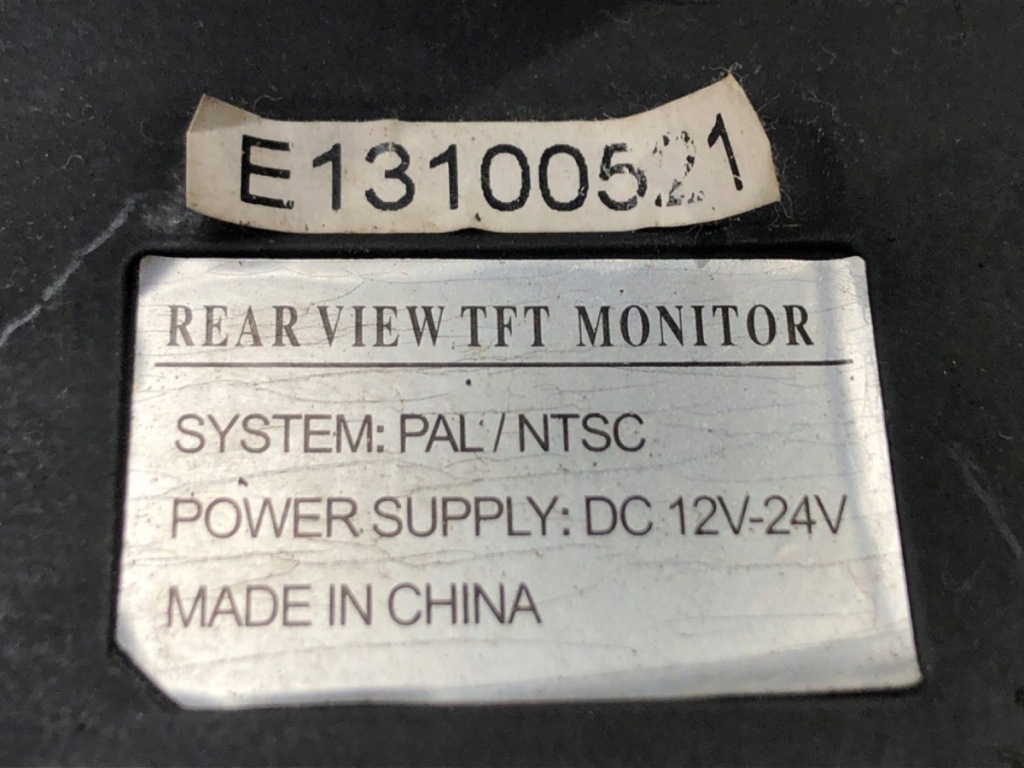 E13100521
REAR VIEW TFT MONITOR
SYSTEM: PAL / NTSC
POWER SUPPLY: DC 12V-24V
MADE IN CHINA